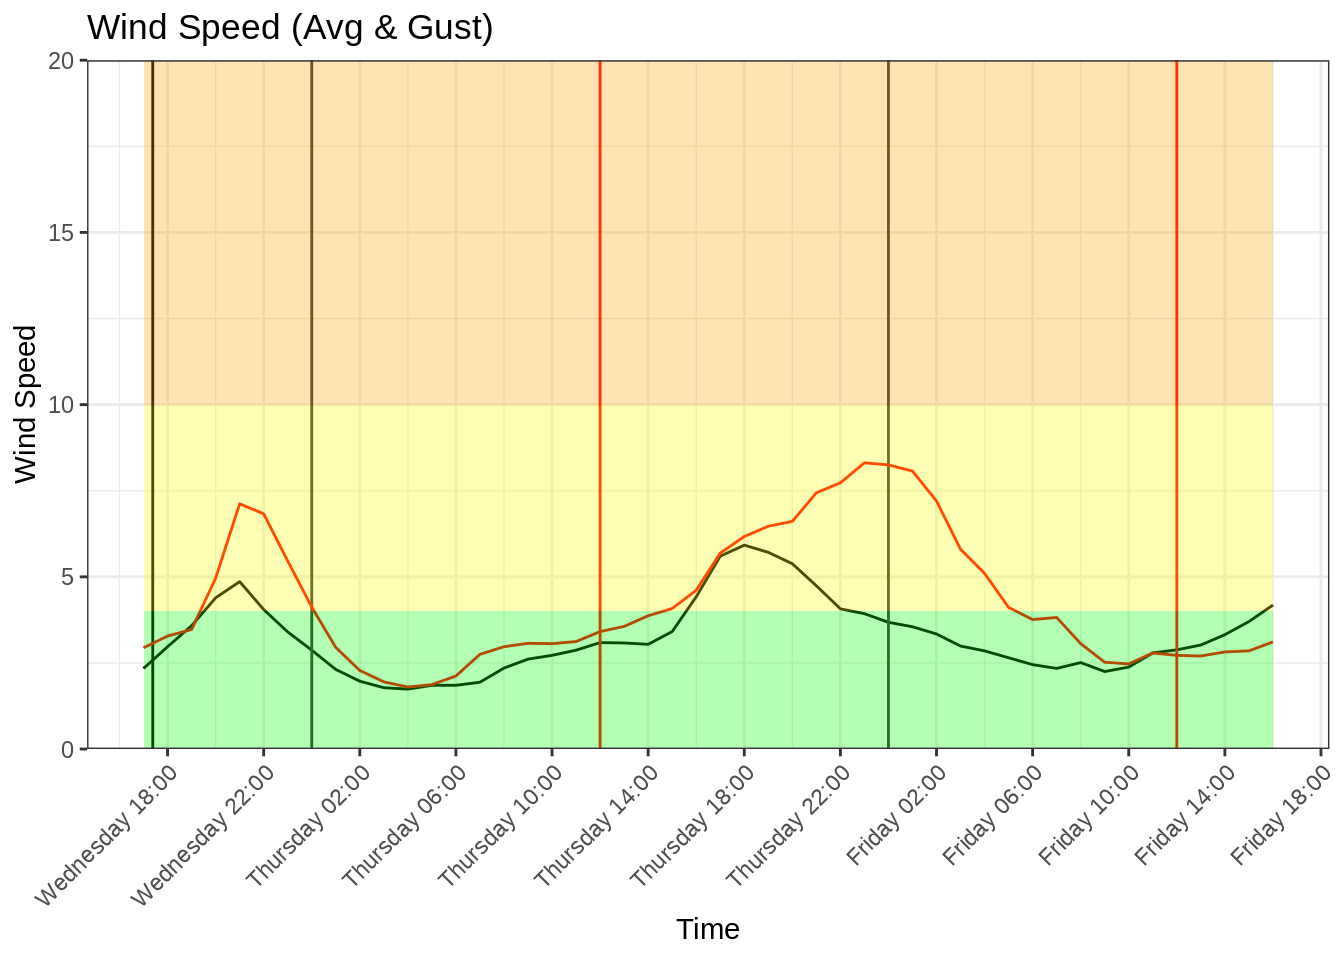 Wind Speed (Avg & Gust)
20
15
10
5
0
Wind Speed
Wednesday 18:00
Wednesday 22:00
Thursday 02:00
Thursday 06:00
Thursday 10:00
Thursday 14:00
Thursday 18:00
Thursday 22:00
Friday 02:00
Friday 06:00
Friday 10:00
Friday 14:00
Friday 18:00
Time